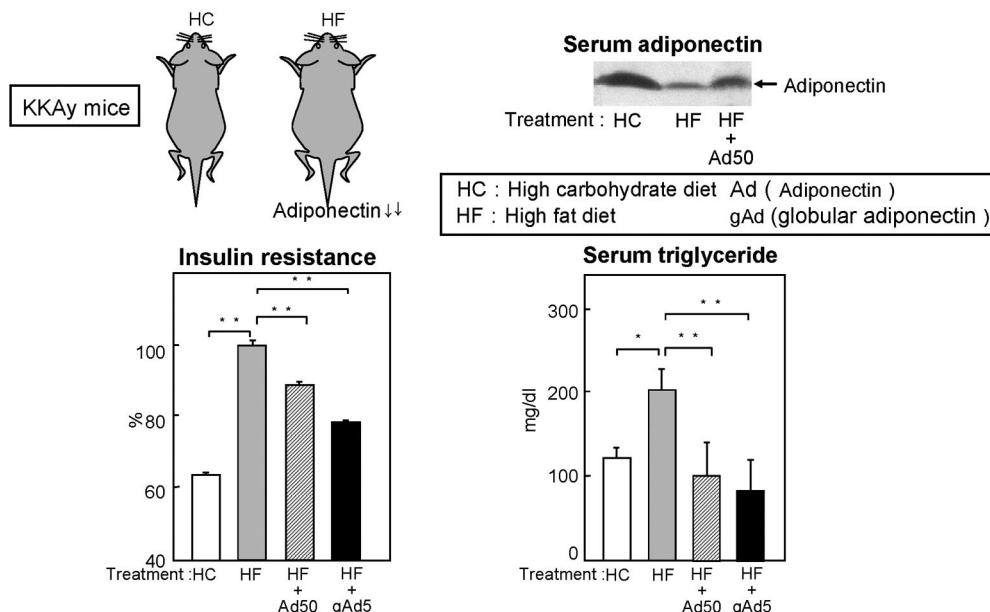 HC HF
KKAy mice
Adiponectin ↓↓
Serum adiponectin
Adiponectin
Treatment : HC HF HF + Ad50
HC : High carbohydrate diet Ad ( Adiponectin )
HF : High fat diet gAd (globular adiponectin )
Insulin resistance
* *
* *
* *
100
80
%
60
40
Treatment :HC HF HF + Ad50 HF + gAd5
Serum triglyceride
300
* *
* * *
200
mg/dl
100
0
Treatment : HC HF HF + Ad50 HF + gAd5